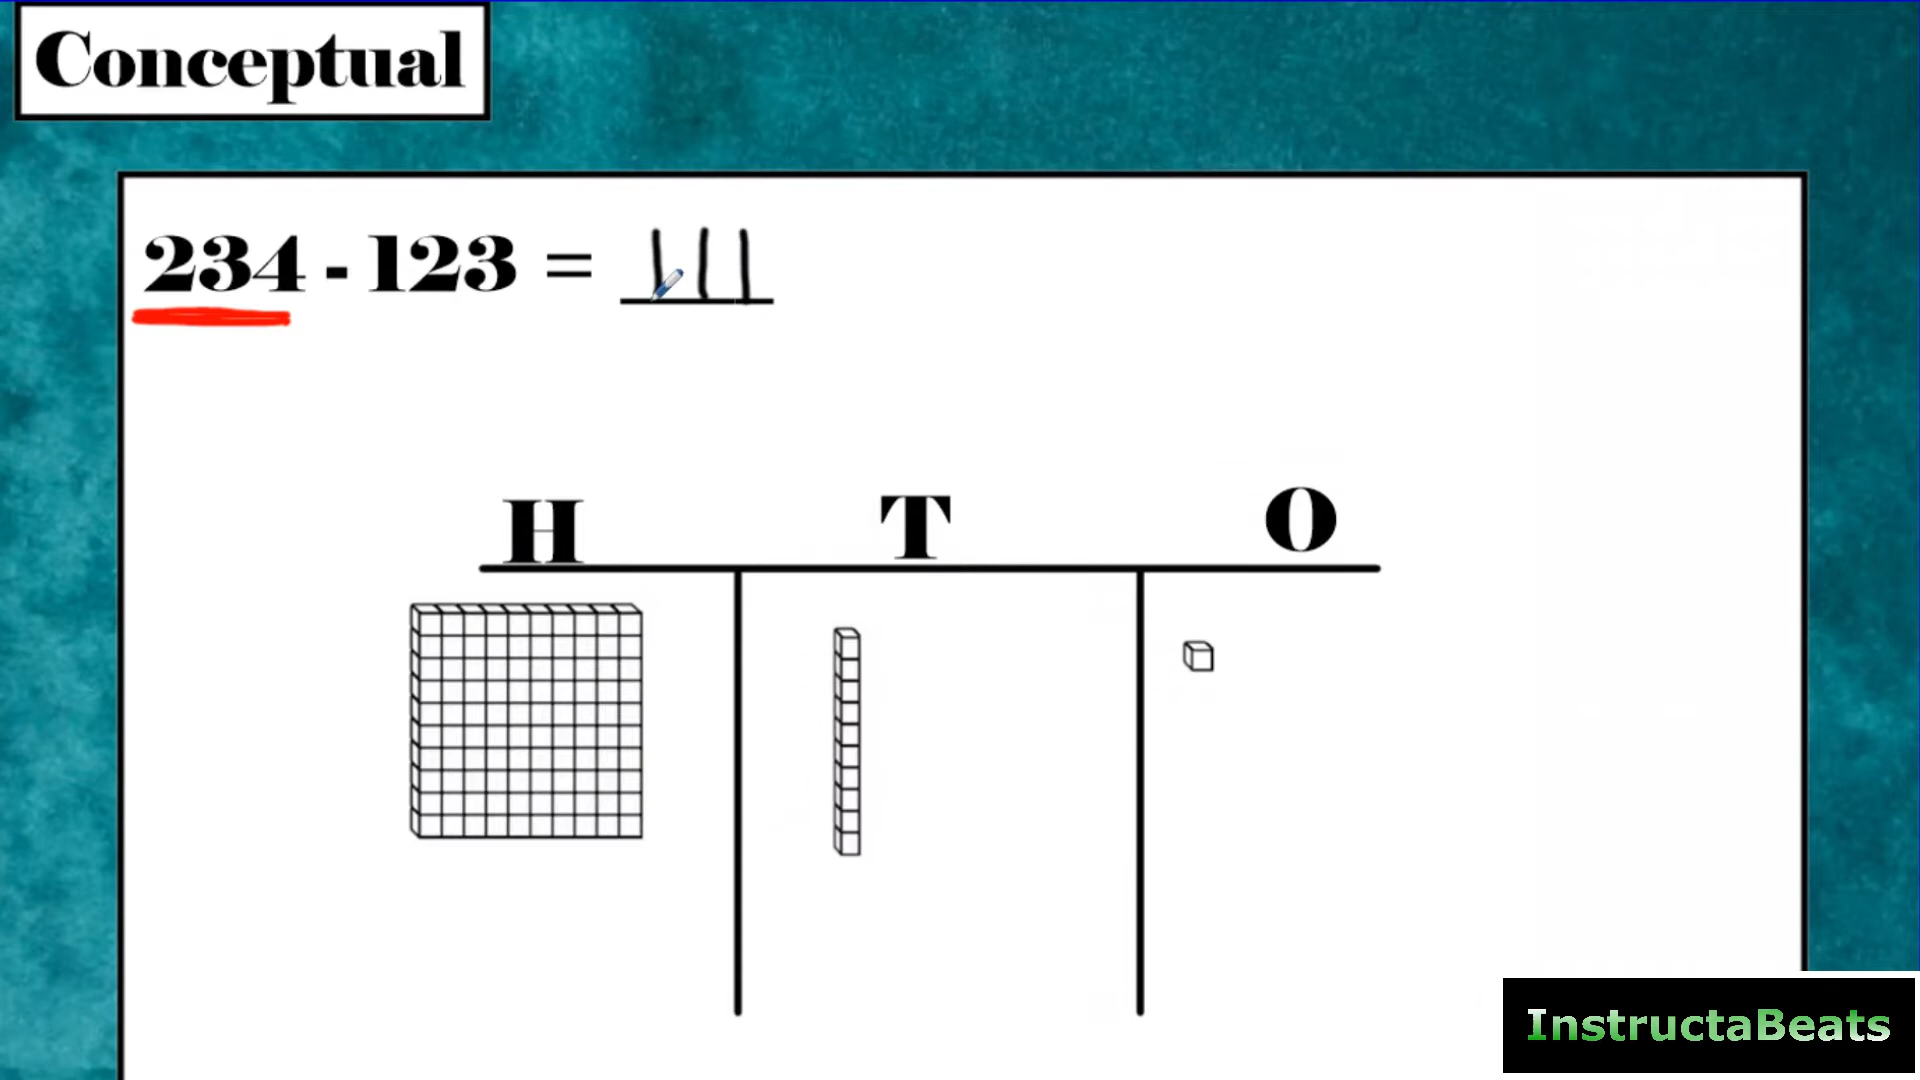 Conceptual
234 - 123 = 111
H T O
InstructaBeats